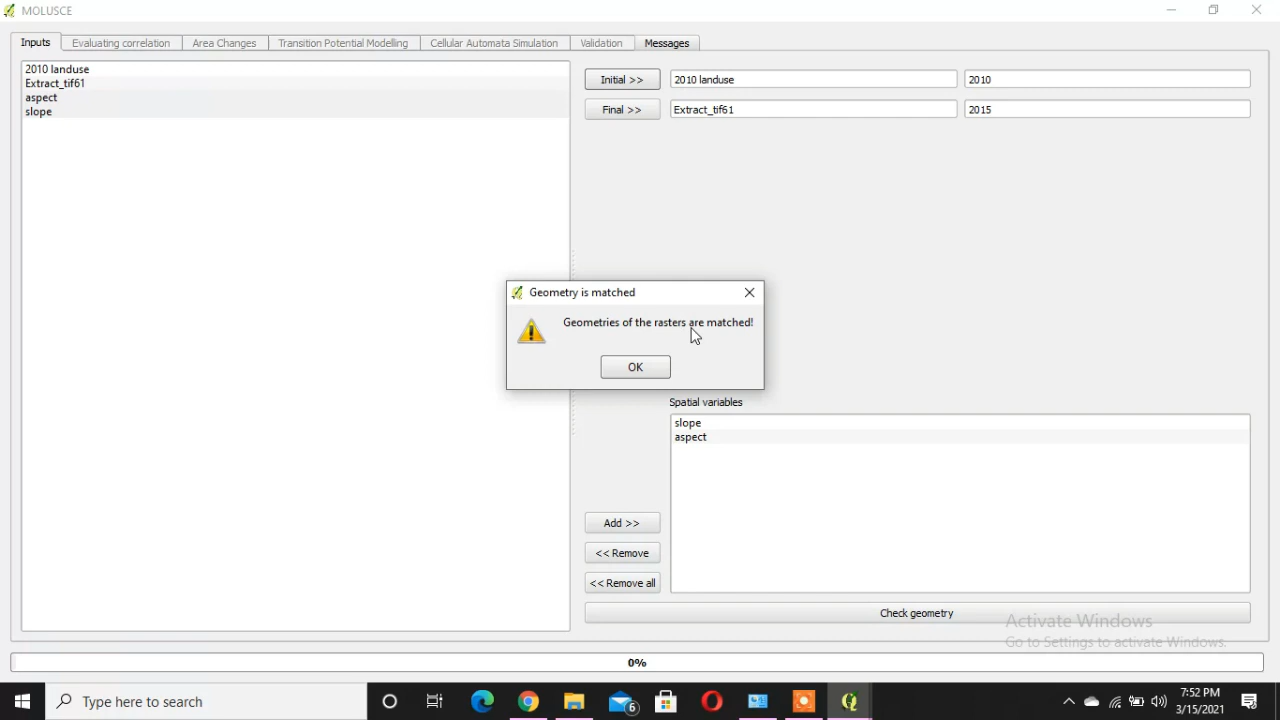 MOLUSCE
Inputs
Evaluating correlation
Area Changes
Transition Potential Modelling
Cellular Automata Simulation
Validation
Messages
2010 landuse
Extract_tif61
aspect
slope
Initial >>
2010 landuse
2010
Final >>
Extract_tif61
2015
Geometry is matched
Geometries of the rasters are matched!
OK
Spatial variables
slope
aspect
Add >>
<< Remove
<< Remove all
Check geometry
Activate Windows
Go to Settings to activate Windows.
0%
Type here to search
6
7:52 PM
3/15/2021